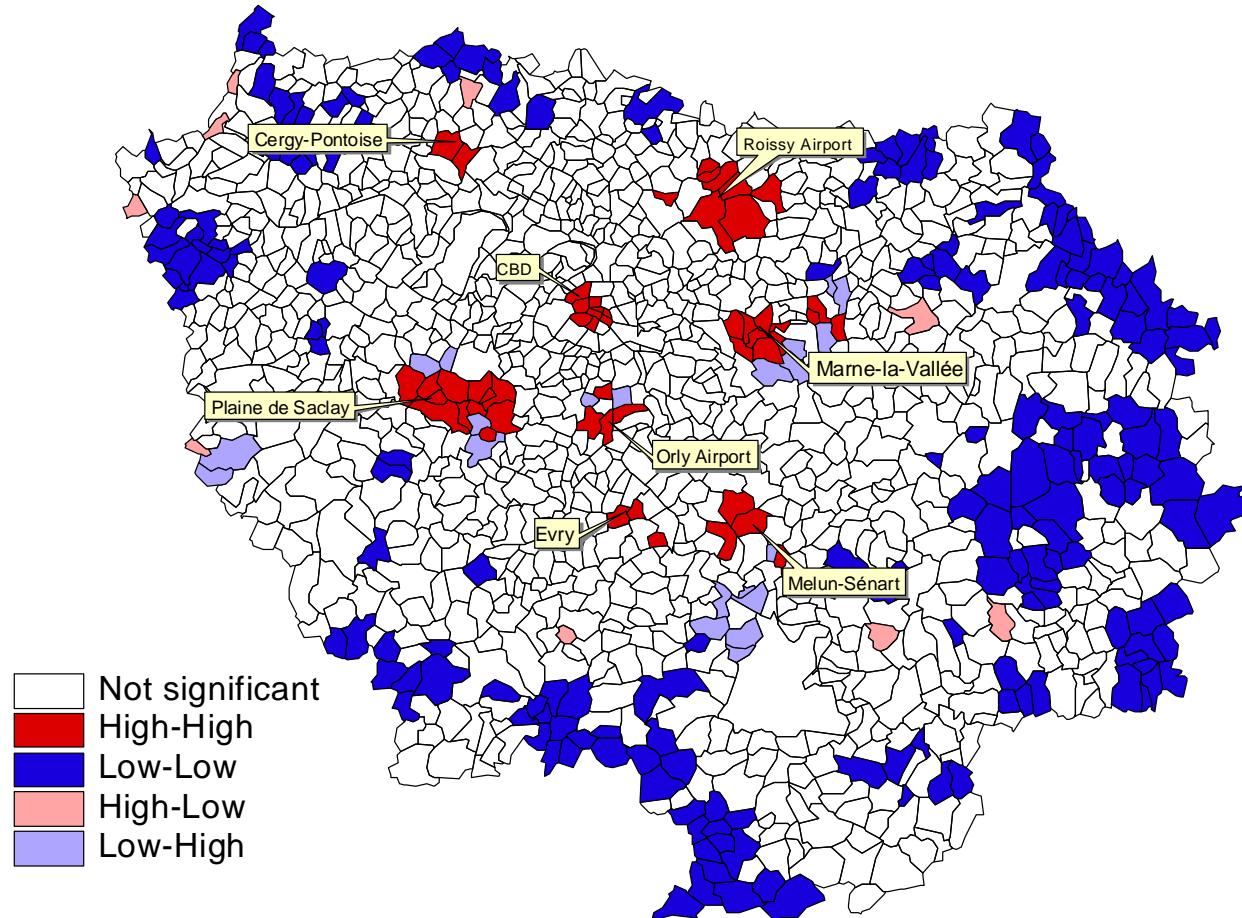 Cergy-Pontoise
Roissy Airport
CBD
Marne-la-Vallée
Plaine de Saclay
Orly Airport
Evry
Melun-Sénart
Not significant
High-High
Low-Low
High-Low
Low-High